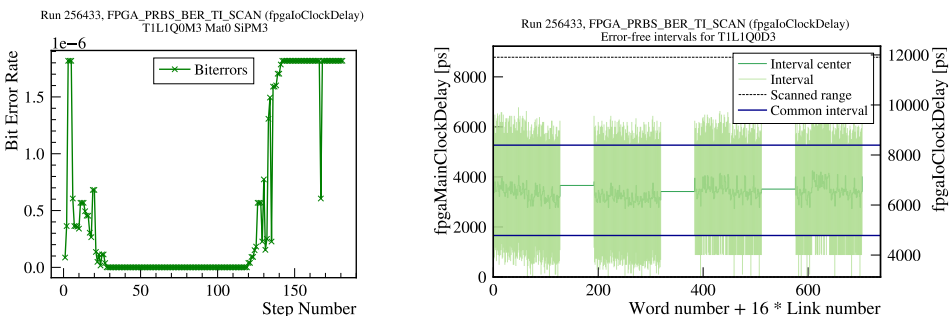 Run 256433, FPGA_PRBS_BER_TI_SCAN (fpgaIoClockDelay)
T1L1Q0M3 Mat0 SiPM3
1e−6
Biterrors
Bit Error Rate
1.5
1.0
0.5
0.0
0 50 100 150
Step Number
Run 256433, FPGA_PRBS_BER_TI_SCAN (fpgaIoClockDelay)
Error-free intervals for T1L1Q0D3
Interval center
Interval
Scanned range
Common interval
fpgaMainClockDelay [ps]
8000
6000
4000
2000
0
fpgaIoClockDelay [ps]
12000
10000
8000
6000
4000
0 200 400 600
Word number + 16 * Link number